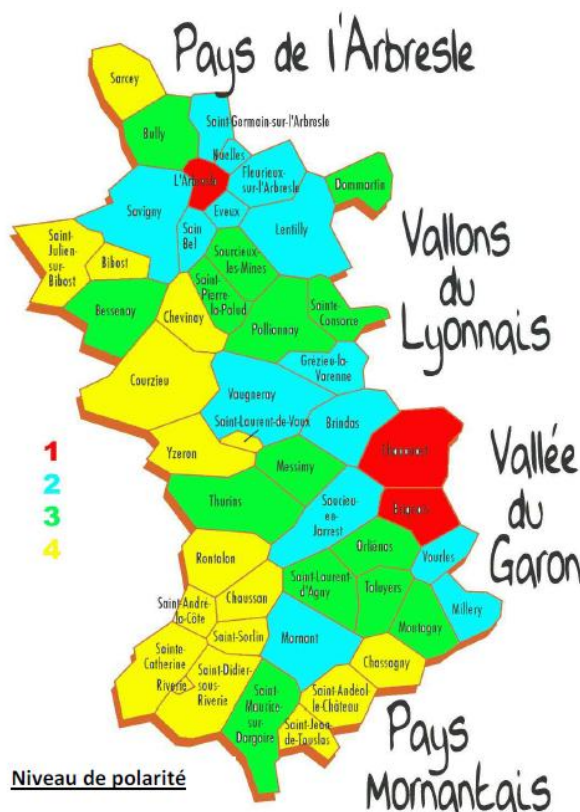 Pays de l'Arbresle
Sarcey
Bully
Saint
Germain-sur-l'Arbresle
Nuelles
L'Arbresle
Fleurieux-
sur-l'Arbresle
Dommartin
Savigny
Eveux
Sain
Bel
Lentilly
Vallons
du
Lyonnais
Saint-
Julien-
sur-
Bibost
Bibost
Sourcieux-
les-Mines
Saint-
Pierre-
la-Palud
Bessenay
Chevinay
Pollionnay
Sainte-
Consorce
Courzieu
Grézieu-la-
Varenne
Vaugneray
Saint-Laurent-de-Vaux
Brindas
1
2
3
4
Yzeron
Messimy
Vallée
du
Garon
Thurins
Soucieu-
en-
Jarrest
Brignais
Orliénas
Vourles
Rontalon
Saint-Laurent-
d'Agny
Taluyers
Millery
Chaussan
Saint-André-
la-Côte
Montagny
Saint-Sorlin
Mornant
Chassagny
Sainte-
Catherine
Riverie
Saint-Didier-
sous-
Riverie
Saint-
Maurice-
sur-
Dargoire
Saint-Andéol-
le-Château
Saint-Jean-
de-Touslas
Pays
Mornantais
Niveau de polarité